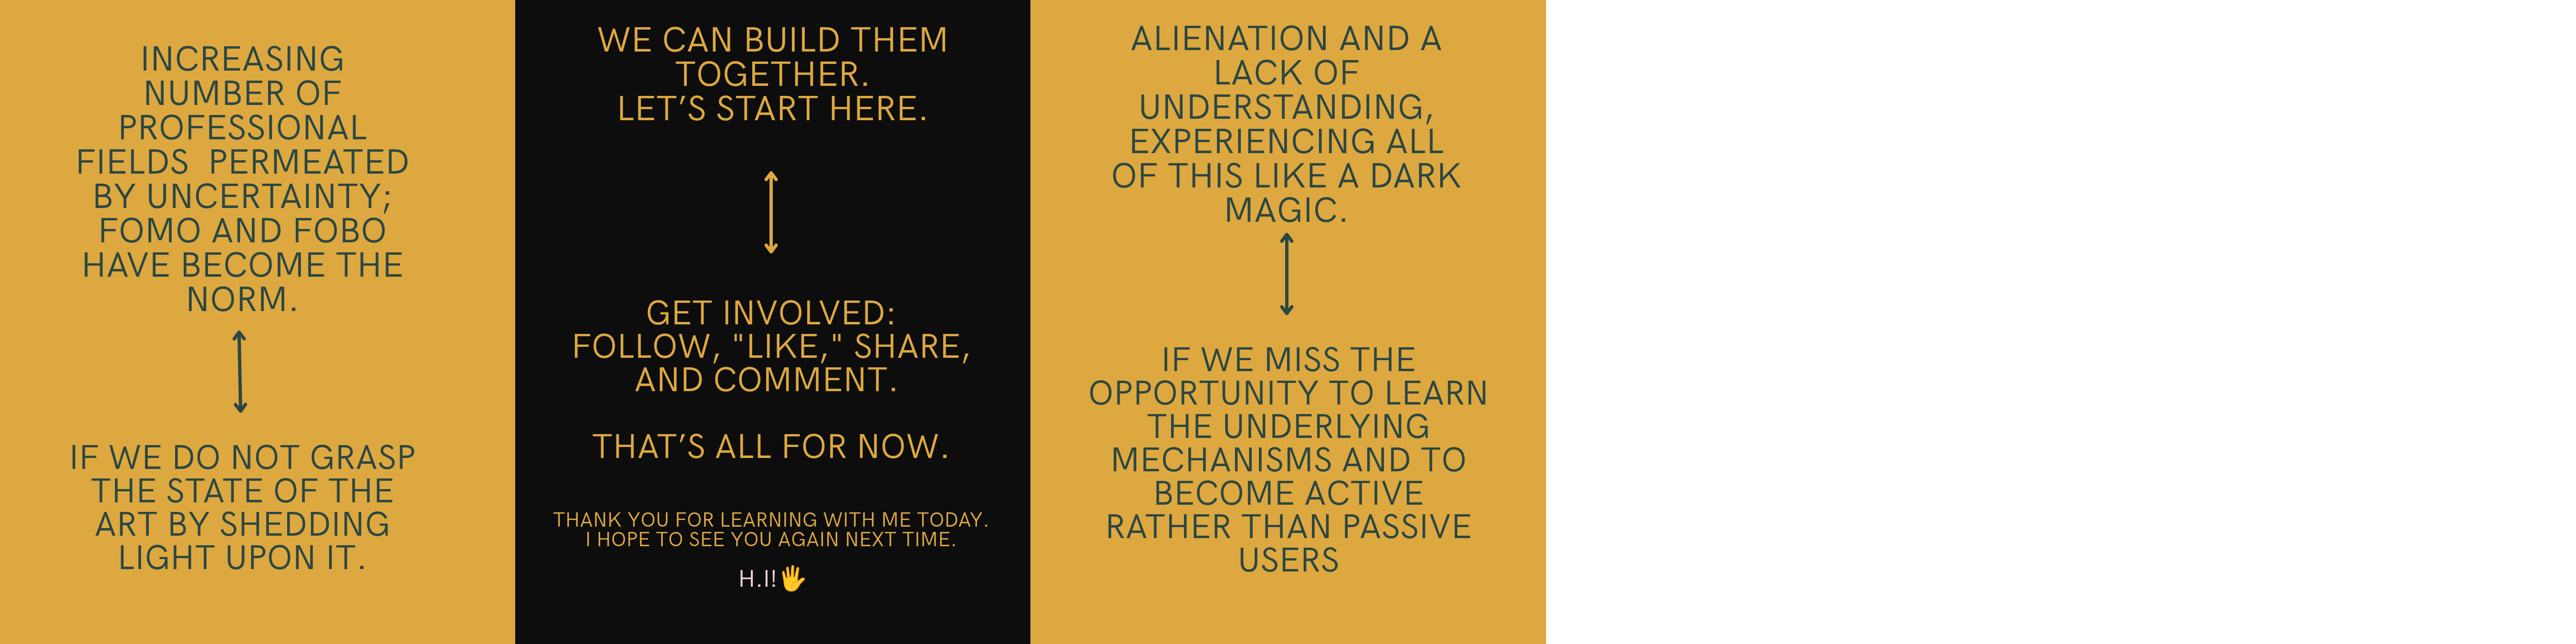 INCREASING
NUMBER OF
PROFESSIONAL
FIELDS  PERMEATED
BY UNCERTAINTY;
FOMO AND FOBO
HAVE BECOME THE
NORM.
IF WE DO NOT GRASP
THE STATE OF THE
ART BY SHEDDING
LIGHT UPON IT.
WE CAN BUILD THEM
TOGETHER.
LET’S START HERE.
GET INVOLVED:
FOLLOW, "LIKE," SHARE,
AND COMMENT.
THAT’S ALL FOR NOW.
THANK YOU FOR LEARNING WITH ME TODAY.
I HOPE TO SEE YOU AGAIN NEXT TIME.
H.I!🖐
ALIENATION AND A
LACK OF
UNDERSTANDING,
EXPERIENCING ALL
OF THIS LIKE A DARK
MAGIC.
IF WE MISS THE
OPPORTUNITY TO LEARN
THE UNDERLYING
MECHANISMS AND TO
BECOME ACTIVE
RATHER THAN PASSIVE
USERS